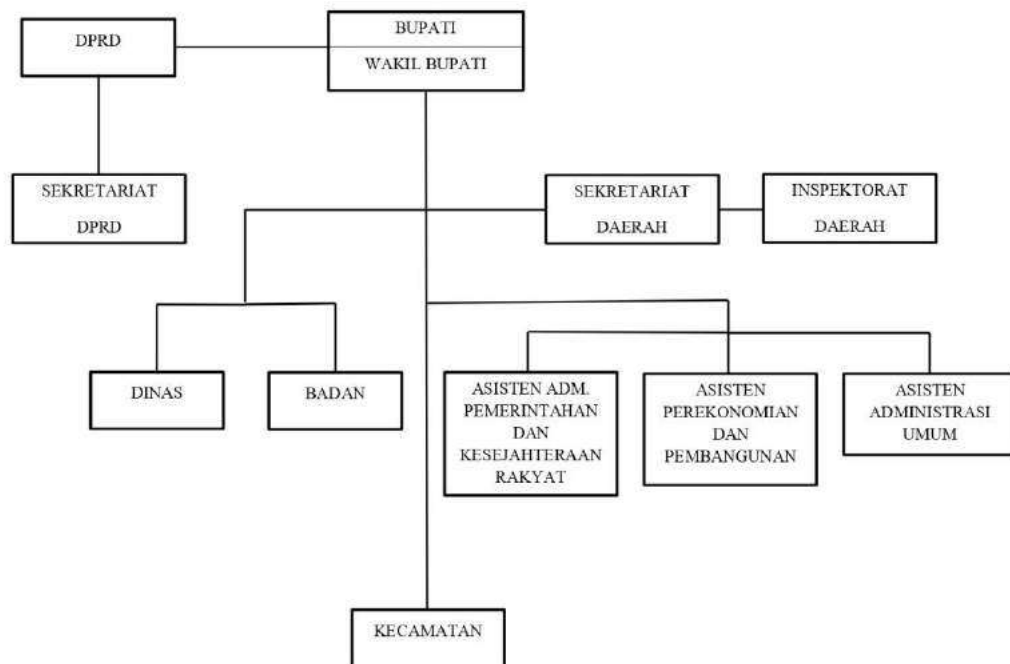 DPRD
BUPATI
WAKIL BUPATI
SEKRETARIAT
DPRD
SEKRETARIAT
DAERAH
INSPEKTORAT
DAERAH
DINAS
BADAN
ASISTEN ADM.
PEMERINTAHAN
DAN
KESEJAHTERAAN
RAKYAT
ASISTEN
PEREKONOMIAN
DAN
PEMBANGUNAN
ASISTEN
ADMINISTRASI
UMUM
KECAMATAN